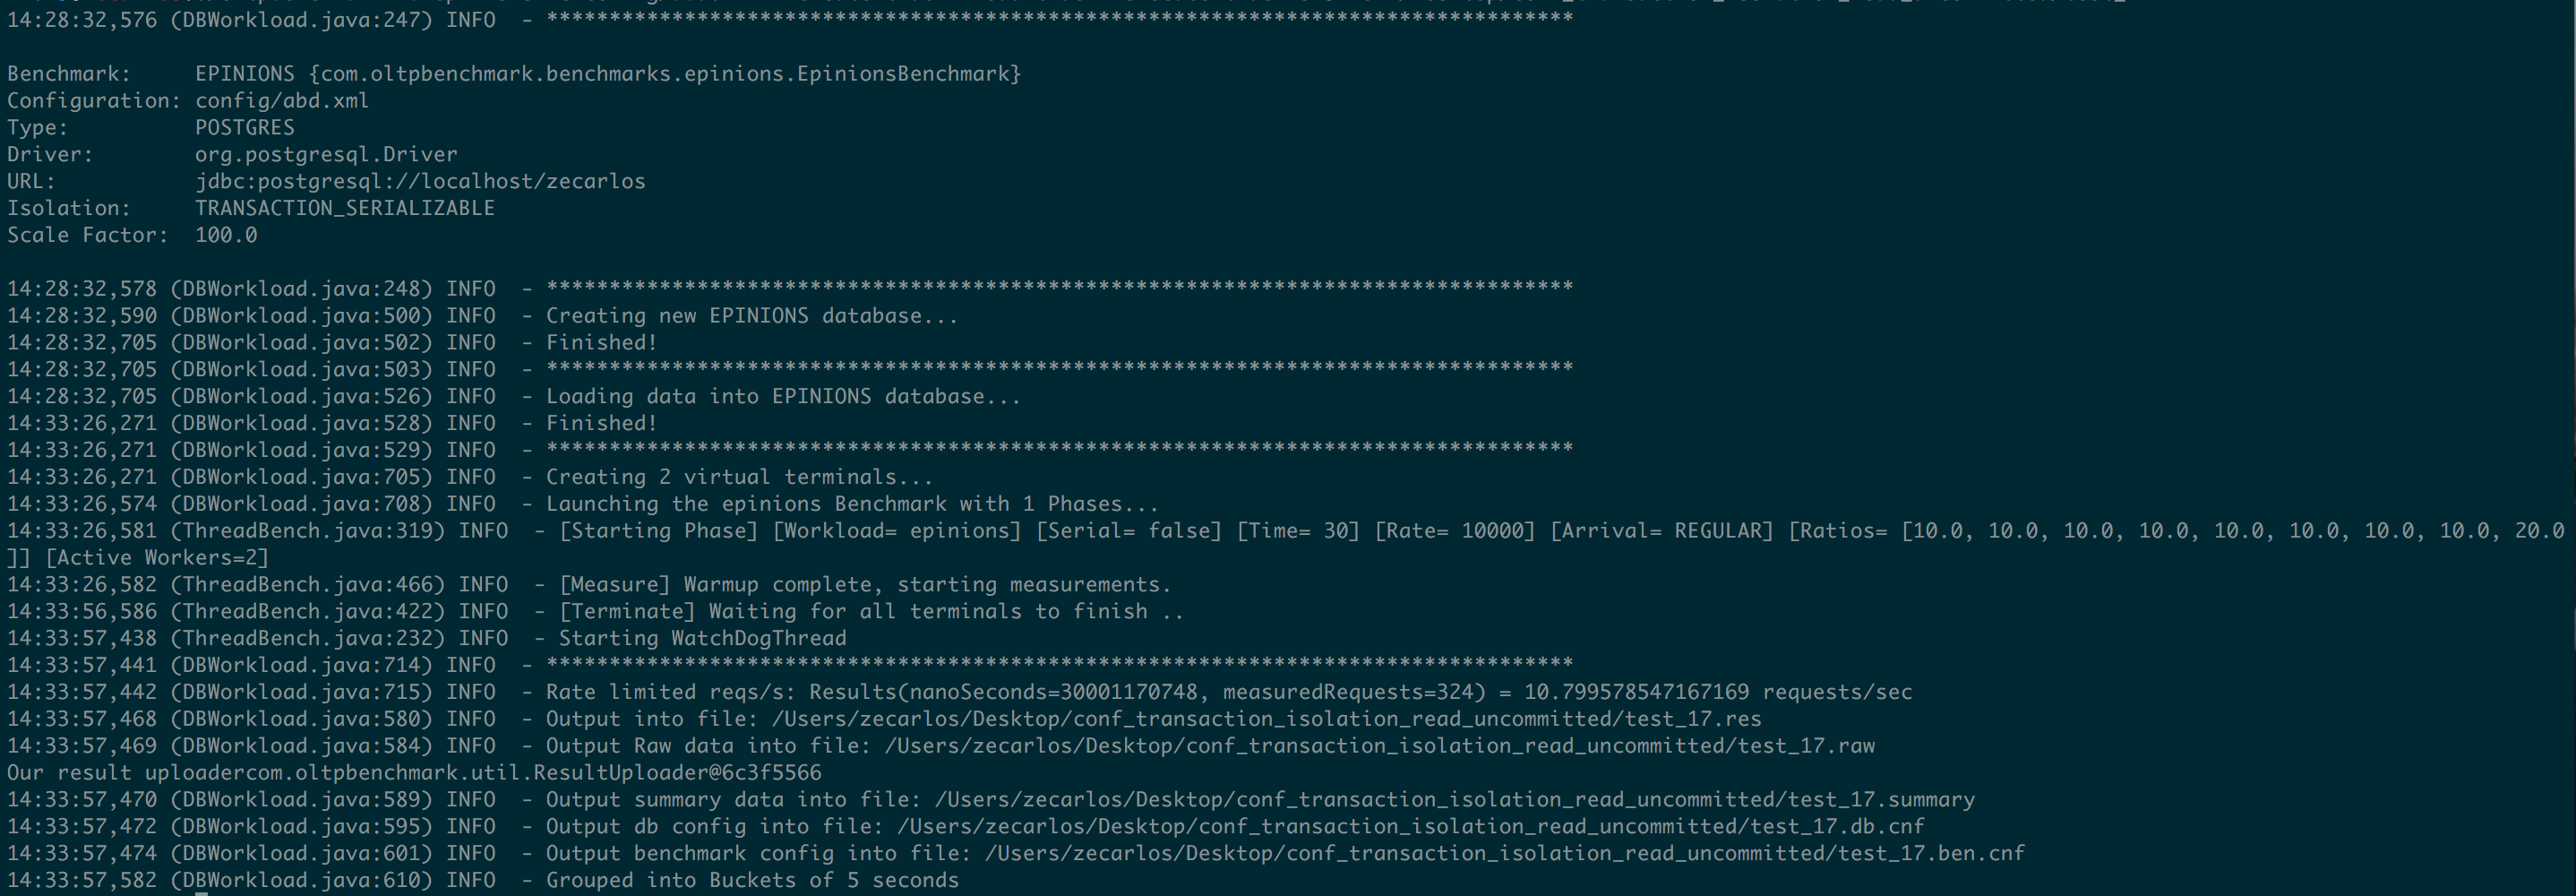 14:28:32,576 (DBWorkload.java:247) INFO  - **********************************************************************************
Benchmark:     EPINIONS {com.oltpbenchmark.benchmarks.epinions.EpinionsBenchmark}
Configuration: config/abd.xml
Type:          POSTGRES
Driver:        org.postgresql.Driver
URL:           jdbc:postgresql://localhost/zecarlos
Isolation:     TRANSACTION_SERIALIZABLE
Scale Factor:  100.0
14:28:32,578 (DBWorkload.java:248) INFO  - **********************************************************************************
14:28:32,590 (DBWorkload.java:500) INFO  - Creating new EPINIONS database...
14:28:32,705 (DBWorkload.java:502) INFO  - Finished!
14:28:32,705 (DBWorkload.java:503) INFO  - **********************************************************************************
14:28:32,705 (DBWorkload.java:526) INFO  - Loading data into EPINIONS database...
14:33:26,271 (DBWorkload.java:528) INFO  - Finished!
14:33:26,271 (DBWorkload.java:529) INFO  - **********************************************************************************
14:33:26,271 (DBWorkload.java:705) INFO  - Creating 2 virtual terminals...
14:33:26,574 (DBWorkload.java:708) INFO  - Launching the epinions Benchmark with 1 Phases...
14:33:26,581 (ThreadBench.java:319) INFO  - [Starting Phase] [Workload= epinions] [Serial= false] [Time= 30] [Rate= 10000] [Arrival= REGULAR] [Ratios= [10.0, 10.0, 10.0, 10.0, 10.0, 10.0, 10.0, 10.0, 20.0
]] [Active Workers=2]
14:33:26,582 (ThreadBench.java:466) INFO  - [Measure] Warmup complete, starting measurements.
14:33:56,586 (ThreadBench.java:422) INFO  - [Terminate] Waiting for all terminals to finish ..
14:33:57,438 (ThreadBench.java:232) INFO  - Starting WatchDogThread
14:33:57,441 (DBWorkload.java:714) INFO  - **********************************************************************************
14:33:57,442 (DBWorkload.java:715) INFO  - Rate limited reqs/s: Results(nanoSeconds=30001170748, measuredRequests=324) = 10.799578547167169 requests/sec
14:33:57,468 (DBWorkload.java:580) INFO  - Output into file: /Users/zecarlos/Desktop/conf_transaction_isolation_read_uncommitted/test_17.res
14:33:57,469 (DBWorkload.java:584) INFO  - Output Raw data into file: /Users/zecarlos/Desktop/conf_transaction_isolation_read_uncommitted/test_17.raw
Our result uploadercom.oltpbenchmark.util.ResultUploader@6c3f5566
14:33:57,470 (DBWorkload.java:589) INFO  - Output summary data into file: /Users/zecarlos/Desktop/conf_transaction_isolation_read_uncommitted/test_17.summary
14:33:57,472 (DBWorkload.java:595) INFO  - Output db config into file: /Users/zecarlos/Desktop/conf_transaction_isolation_read_uncommitted/test_17.db.cnf
14:33:57,474 (DBWorkload.java:601) INFO  - Output benchmark config into file: /Users/zecarlos/Desktop/conf_transaction_isolation_read_uncommitted/test_17.ben.cnf
14:33:57,582 (DBWorkload.java:610) INFO  - Grouped into Buckets of 5 seconds